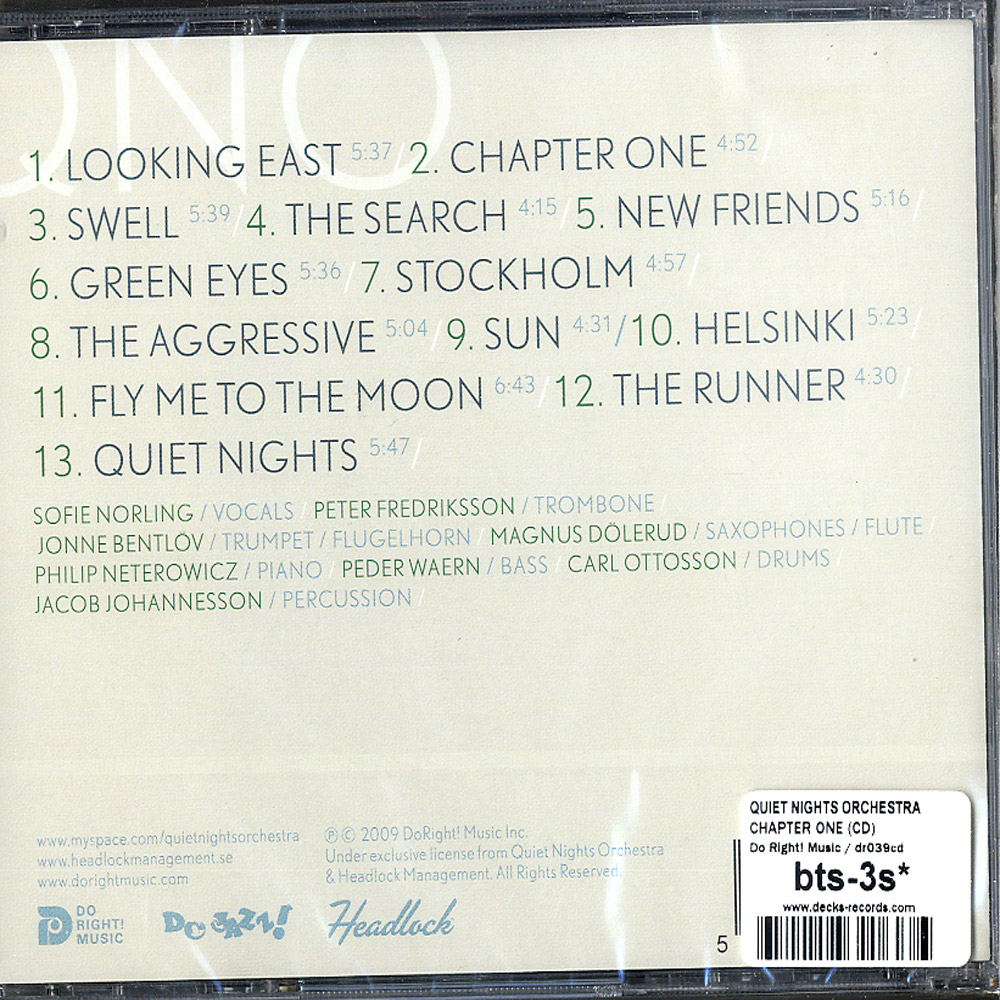 QNO
1. LOOKING EAST 5:37 / 2. CHAPTER ONE 4:52 /
3. SWELL 5:39 / 4. THE SEARCH 4:15 / 5. NEW FRIENDS 5:16 /
6. GREEN EYES 5:36 / 7. STOCKHOLM 4:57 /
8. THE AGGRESSIVE 5:04 / 9. SUN 4:31 / 10. HELSINKI 5:23 /
11. FLY ME TO THE MOON 6:43 / 12. THE RUNNER 4:30 /
13. QUIET NIGHTS 5:47 /
SOFIE NORLING / VOCALS / PETER FREDRIKSSON / TROMBONE /
JONNE BENTLÖV / TRUMPET / FLUGELHORN / MAGNUS DÖLERUD / SAXOPHONES / FLUTE /
PHILIP NETEROWICZ / PIANO / PEDER WAERN / BASS / CARL OTTOSSON / DRUMS /
JACOB JOHANNESSON / PERCUSSION /
www.myspace.com/quietnightsorchestra
www.headlockmanagement.se
www.dorightmusic.com
℗ © 2009 DoRight! Music Inc.
Under exclusive license from Quiet Nights Orchestra
& Headlock Management. All Rights Reserved.
DO
RIGHT!
MUSIC
DO JAZZ!
Headlock
QUIET NIGHTS ORCHESTRA
CHAPTER ONE (CD)
Do Right! Music / dr039cd
bts-3s*
www.decks-records.com
5